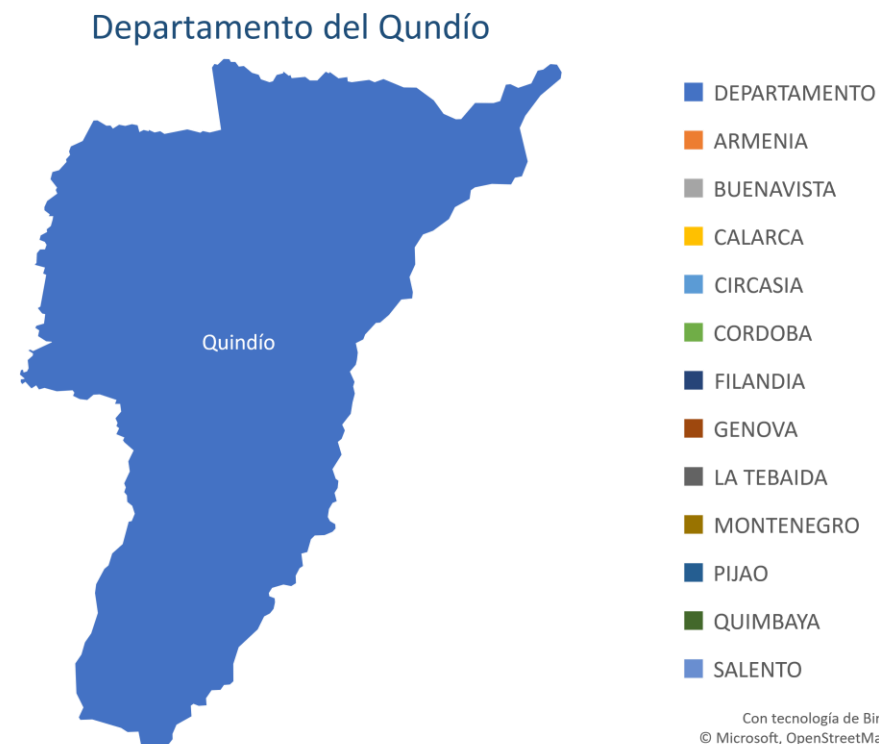 Departamento del Qundío
Quindío
DEPARTAMENTO
ARMENIA
BUENAVISTA
CALARCA
CIRCASIA
CORDOBA
FILANDIA
GENOVA
LA TEBAIDA
MONTENEGRO
PIJAO
QUIMBAYA
SALENTO
Con tecnología de
© Microsoft,